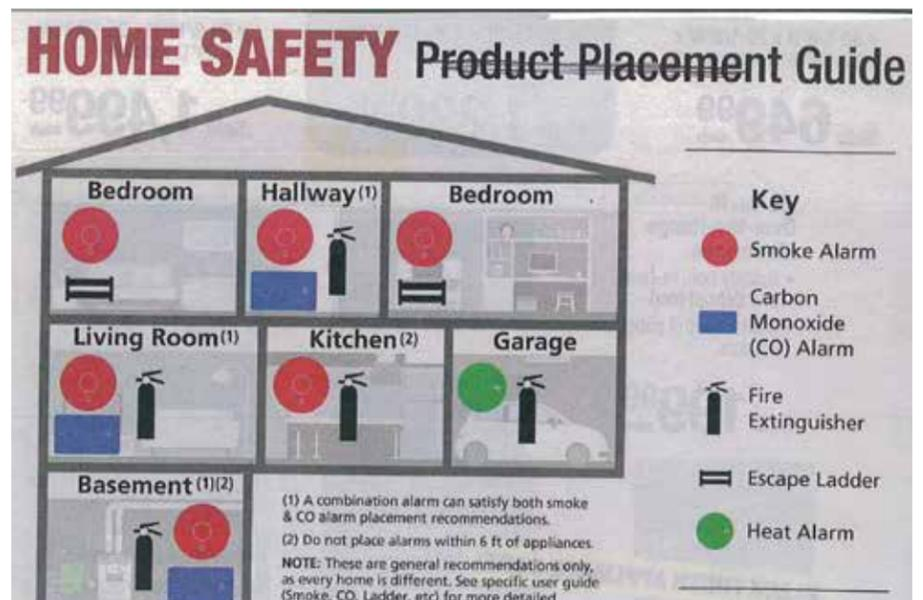 HOME SAFETY Product Placement Guide
Bedroom
Hallway (1)
Bedroom
Living Room (1)
Kitchen (2)
Garage
Basement (1)(2)
Key
Smoke Alarm
Carbon
Monoxide
(CO) Alarm
Fire
Extinguisher
Escape Ladder
Heat Alarm
(1) A combination alarm can satisfy both smoke
& CO alarm placement recommendations.
(2) Do not place alarms within 6 ft of appliances.
NOTE: These are general recommendations only,
as every home is different. See specific user guide
(Smoke, CO, Ladder, etc) for more detailed